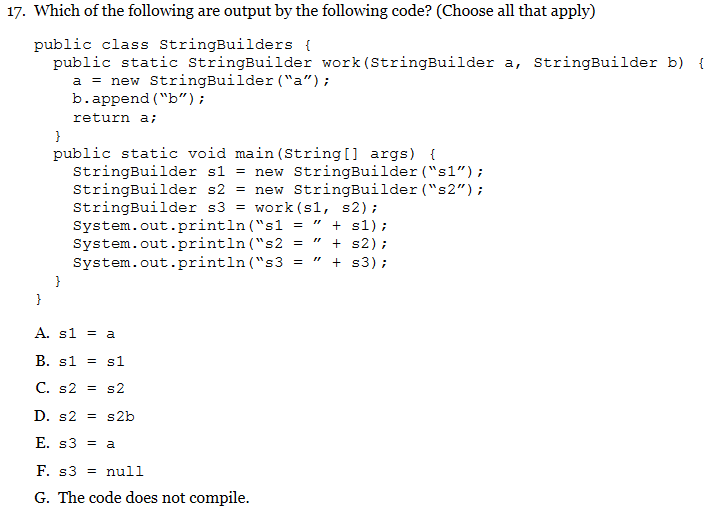 17. Which of the following are output by the following code? (Choose all that apply)
public class StringBuilders {
public static StringBuilder work(StringBuilder a, StringBuilder b) {
a = new StringBuilder(“a”);
b.append(“b”);
return a;
}
public static void main(String[] args) {
StringBuilder s1 = new StringBuilder(“s1”);
StringBuilder s2 = new StringBuilder(“s2”);
StringBuilder s3 = work(s1, s2);
System.out.println(“s1 = ” + s1);
System.out.println(“s2 = ” + s2);
System.out.println(“s3 = ” + s3);
}
}
A. s1 = a
B. s1 = s1
C. s2 = s2
D. s2 = s2b
E. s3 = a
F. s3 = null
G. The code does not compile.